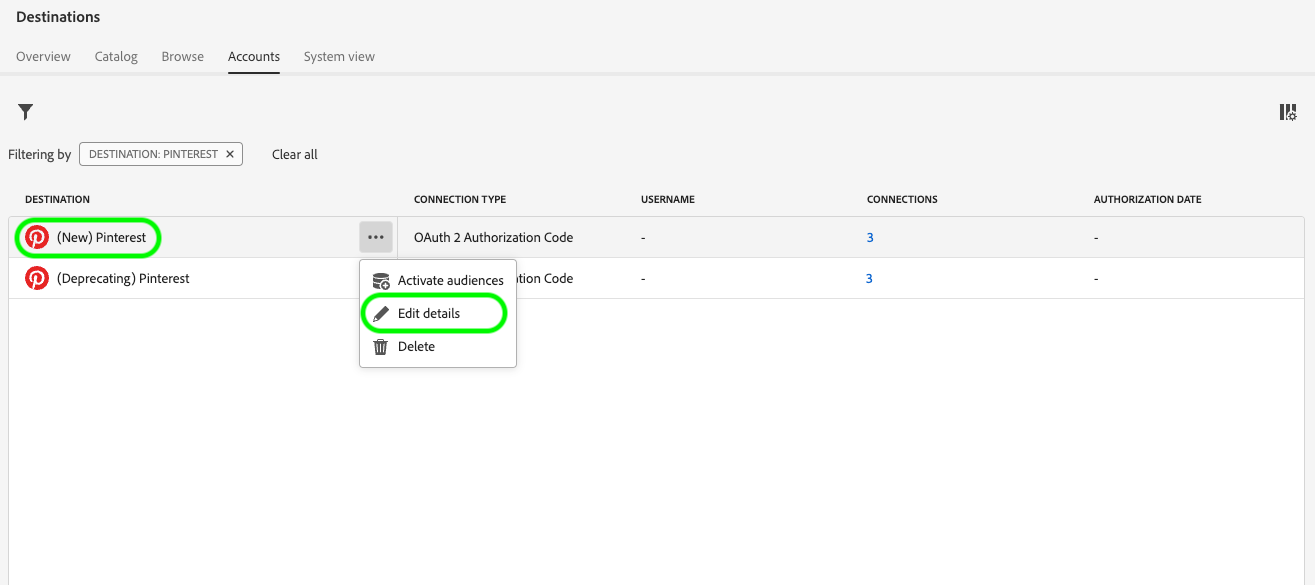 Destinations
Overview Catalog Browse Accounts System view
Filtering by DESTINATION: PINTEREST × Clear all
DESTINATION CONNECTION TYPE USERNAME CONNECTIONS AUTHORIZATION DATE
(New) Pinterest ••• OAuth 2 Authorization Code - 3 -
(Deprecating) Pinterest tion Code - 3 -
Activate audiences
Edit details
Delete